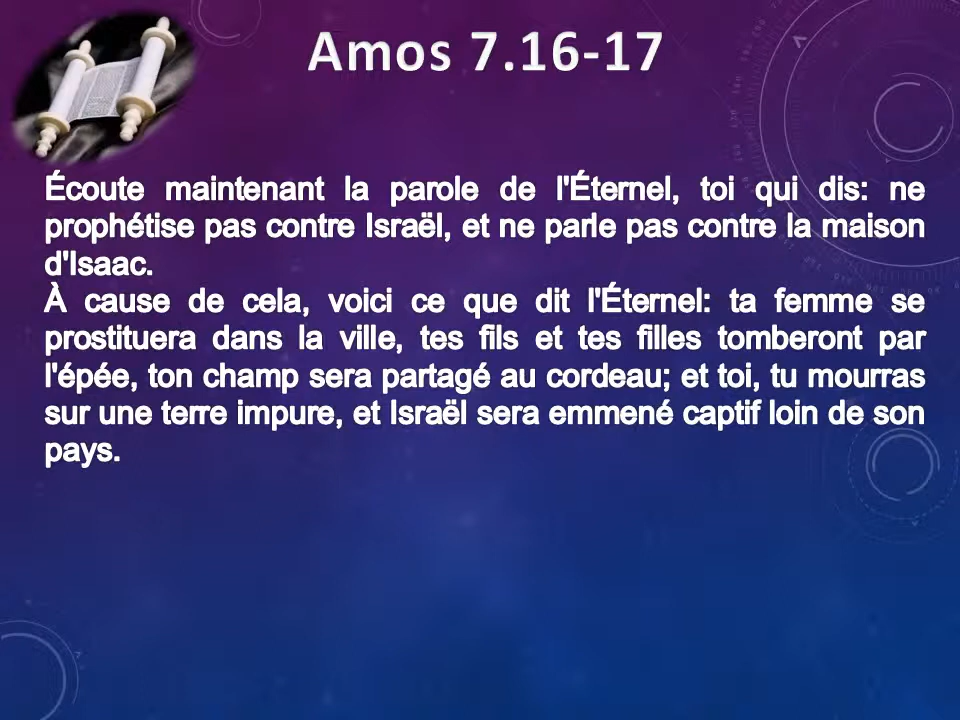 Amos 7.16-17
Écoute maintenant la parole de l'Éternel, toi qui dis: ne
prophétise pas contre Israël, et ne parle pas contre la maison
d'Isaac.
À cause de cela, voici ce que dit l'Éternel: ta femme se
prostituera dans la ville, tes fils et tes filles tomberont par
l'épée, ton champ sera partagé au cordeau; et toi, tu mourras
sur une terre impure, et Israël sera emmené captif loin de son
pays.